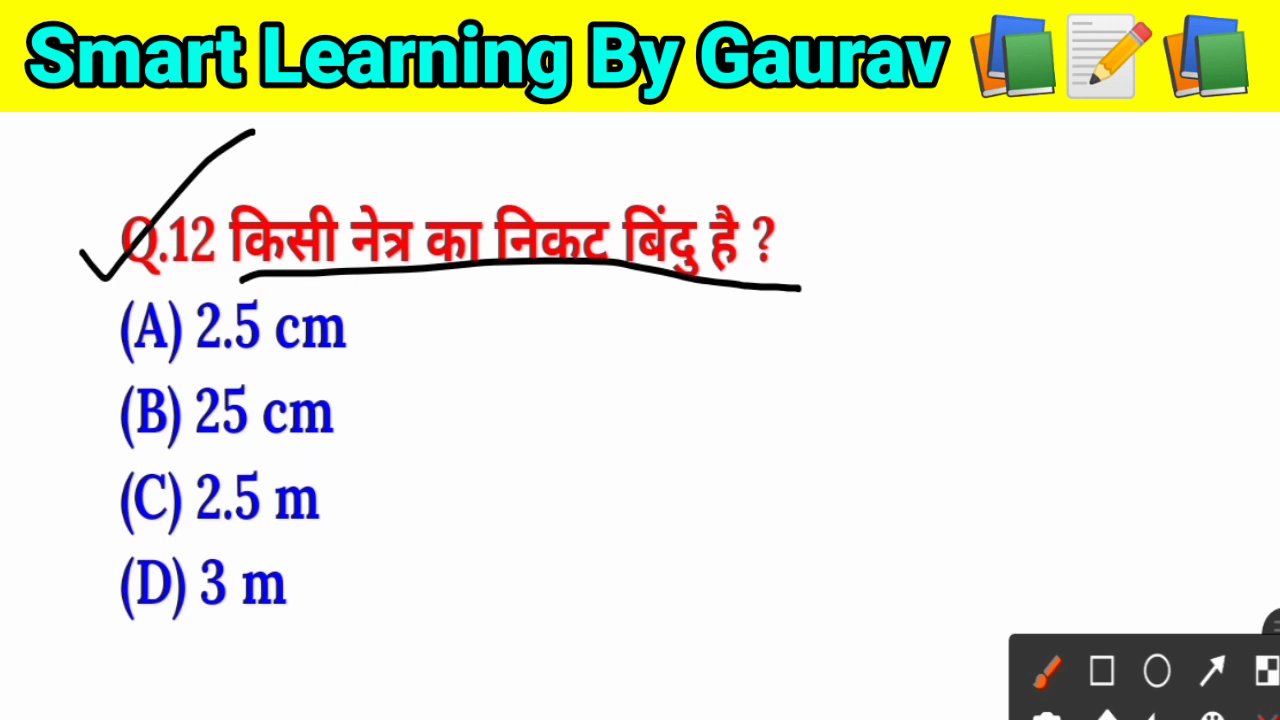 Smart Learning By Gaurav
Q.12 किसी नेत्र का निकट बिंदु है ?
(A) 2.5 cm
(B) 25 cm
(C) 2.5 m
(D) 3 m